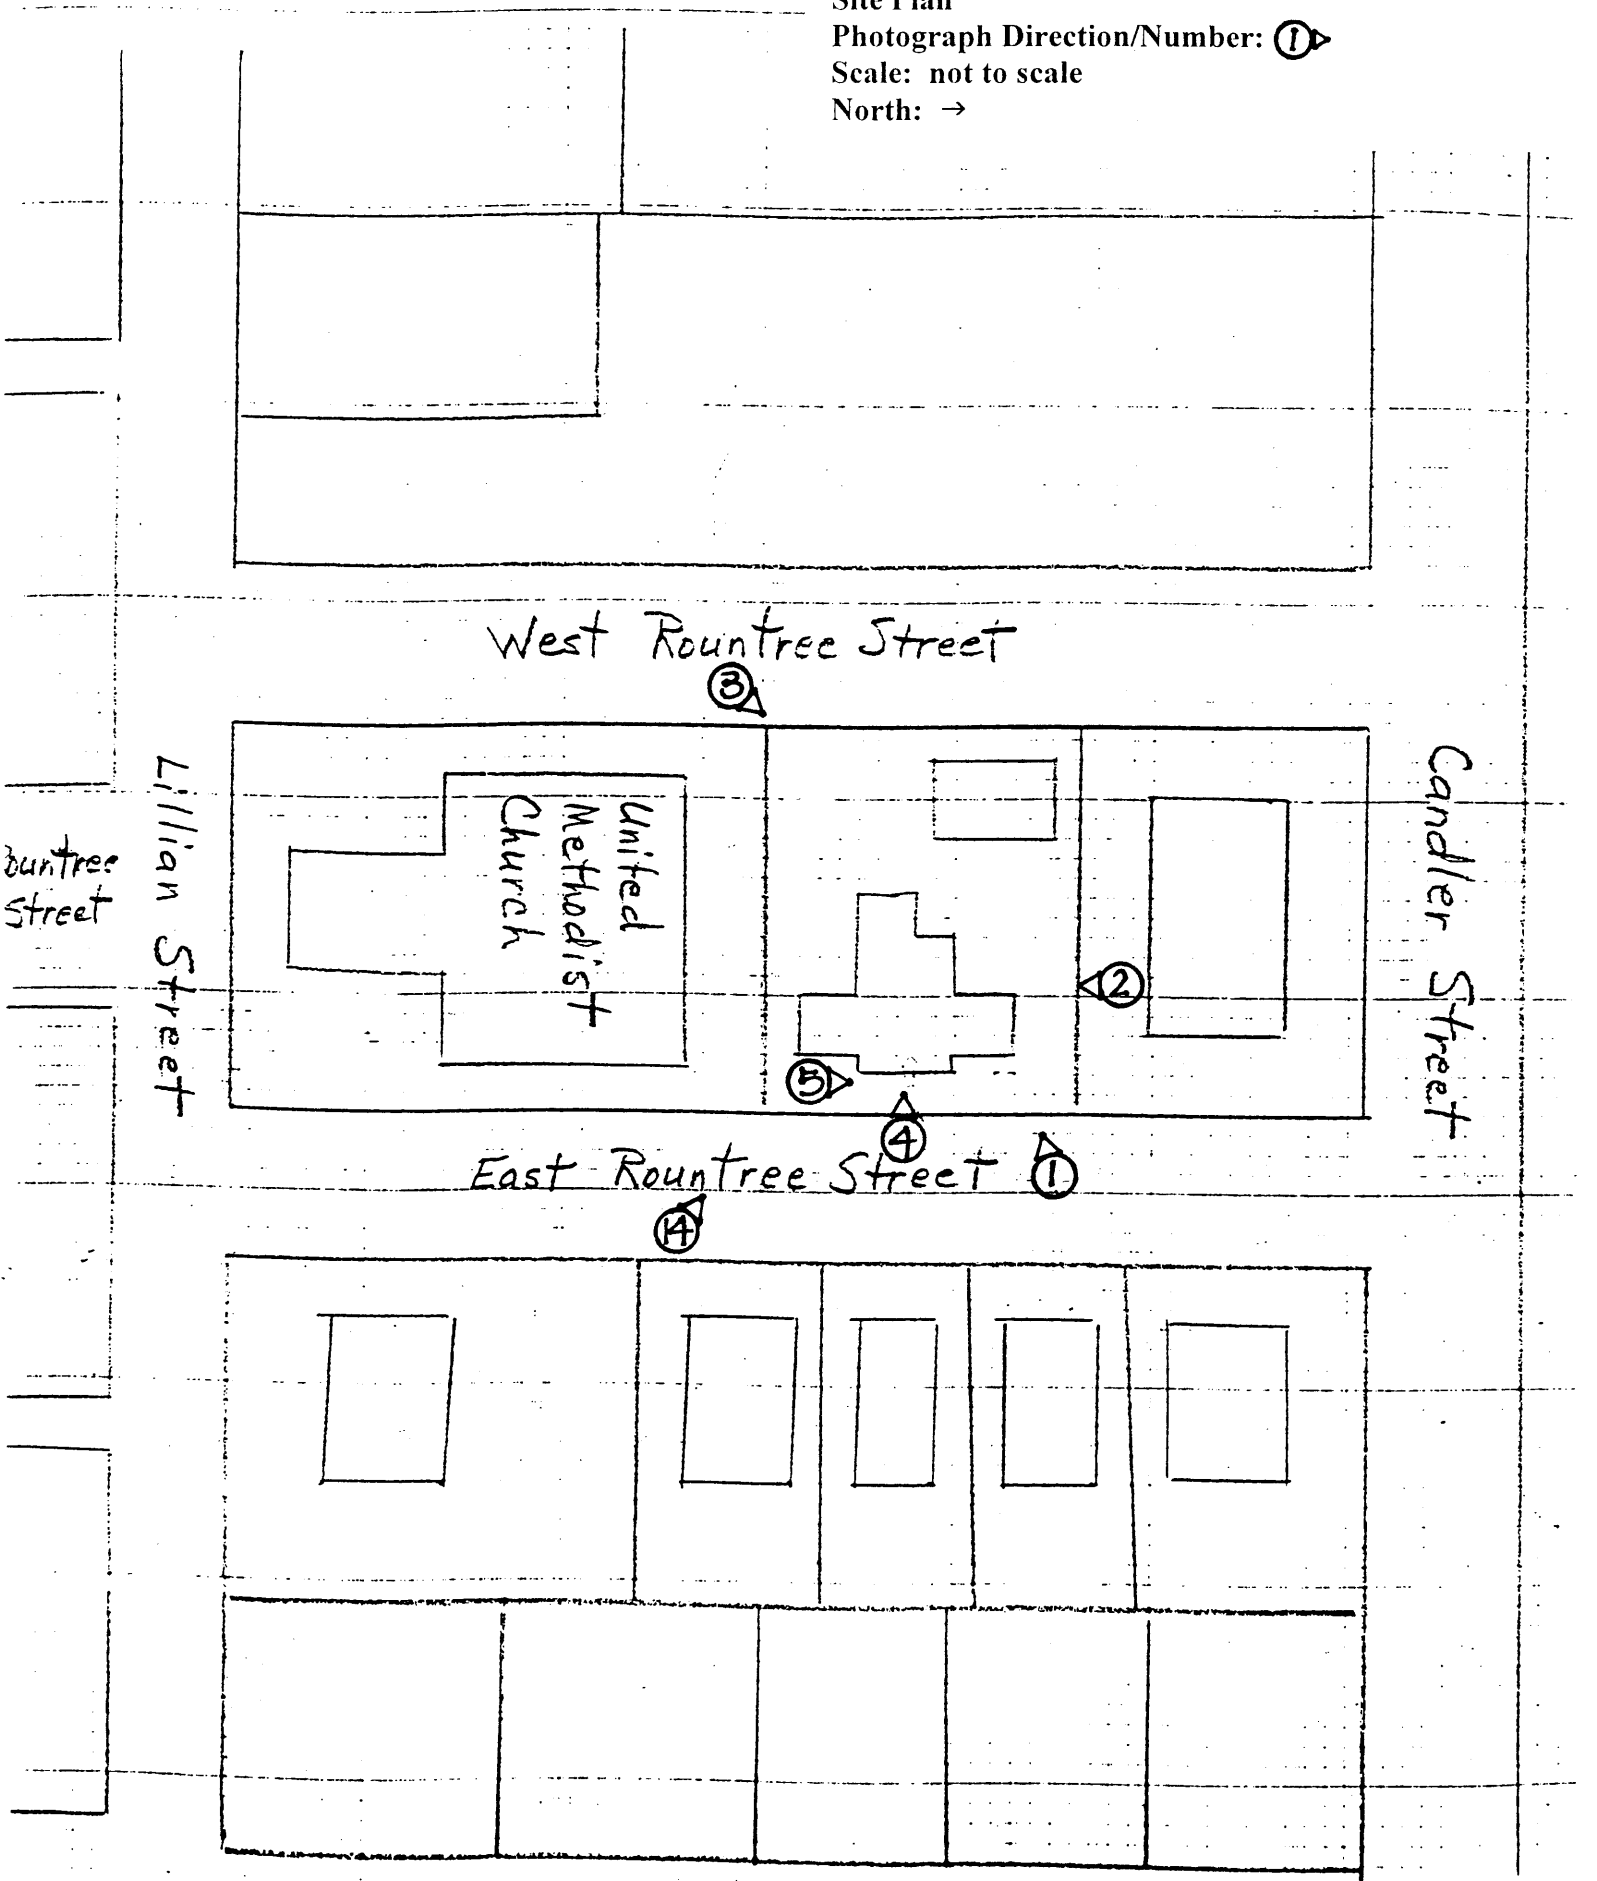 Site Plan
Photograph Direction/Number: 1
Scale: not to scale
North: →
West Rountree Street
3
United
Methodist
Church
Lillian Street
Candler Street
ountree
Street
2
5
4
East Rountree Street
1
14